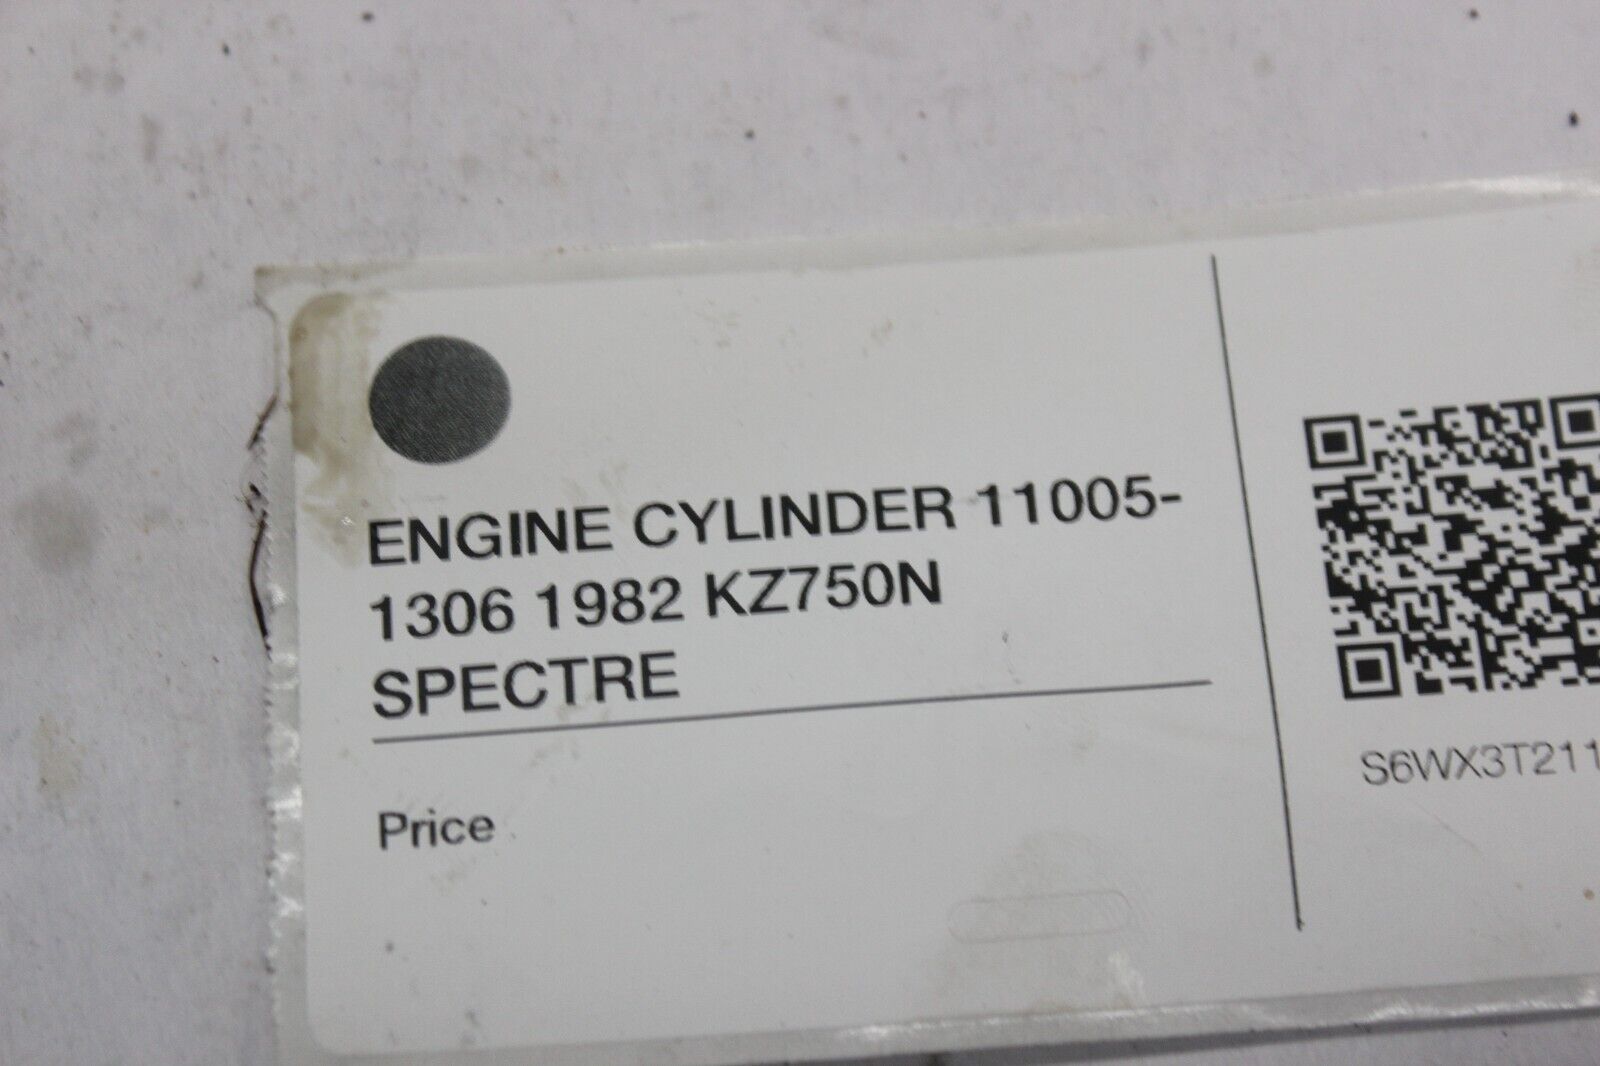 ENGINE CYLINDER 11005-
1306 1982 KZ750N
SPECTRE
Price
S6WX3T211